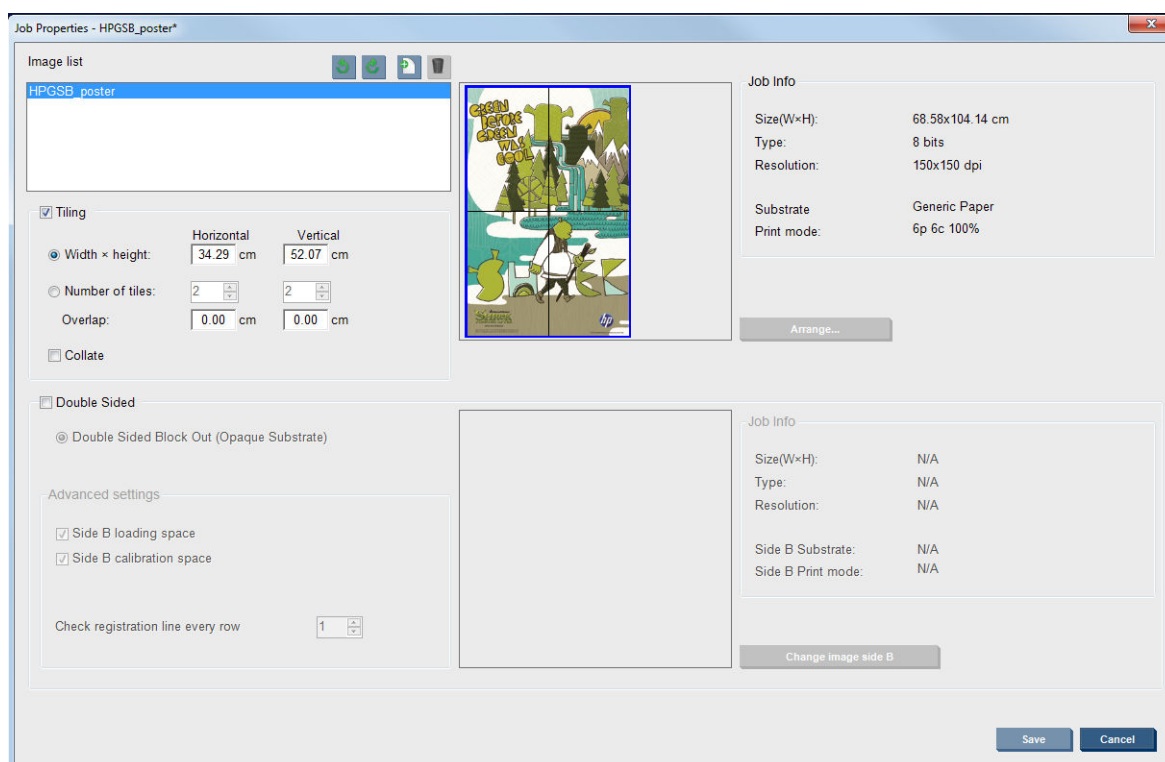 Job Properties - HPGSB_poster*
Image list
HPGSB_poster
GREEN
BEFORE
GREEN
WAS
COOL
SHREK
hp
Job Info
Size(W×H): 68.58x104.14 cm
Type: 8 bits
Resolution: 150x150 dpi
Substrate Generic Paper
Print mode: 6p 6c 100%
Arrange...
Tiling
Horizontal Vertical
Width × height: 34.29 cm 52.07 cm
Number of tiles: 2 2
Overlap: 0.00 cm 0.00 cm
Collate
Double Sided
Double Sided Block Out (Opaque Substrate)
Advanced settings
Side B loading space
Side B calibration space
Check registration line every row 1
Job Info
Size(W×H): N/A
Type: N/A
Resolution: N/A
Side B Substrate: N/A
Side B Print mode: N/A
Change image side B
Save Cancel